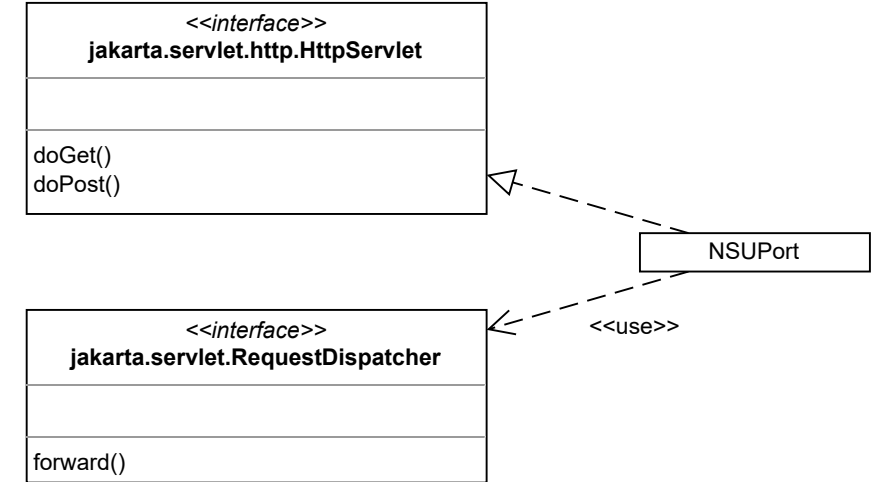 <<interface>>
jakarta.servlet.http.HttpServlet
doGet()
doPost()
NSUPort
<<use>>
<<interface>>
jakarta.servlet.RequestDispatcher
forward()